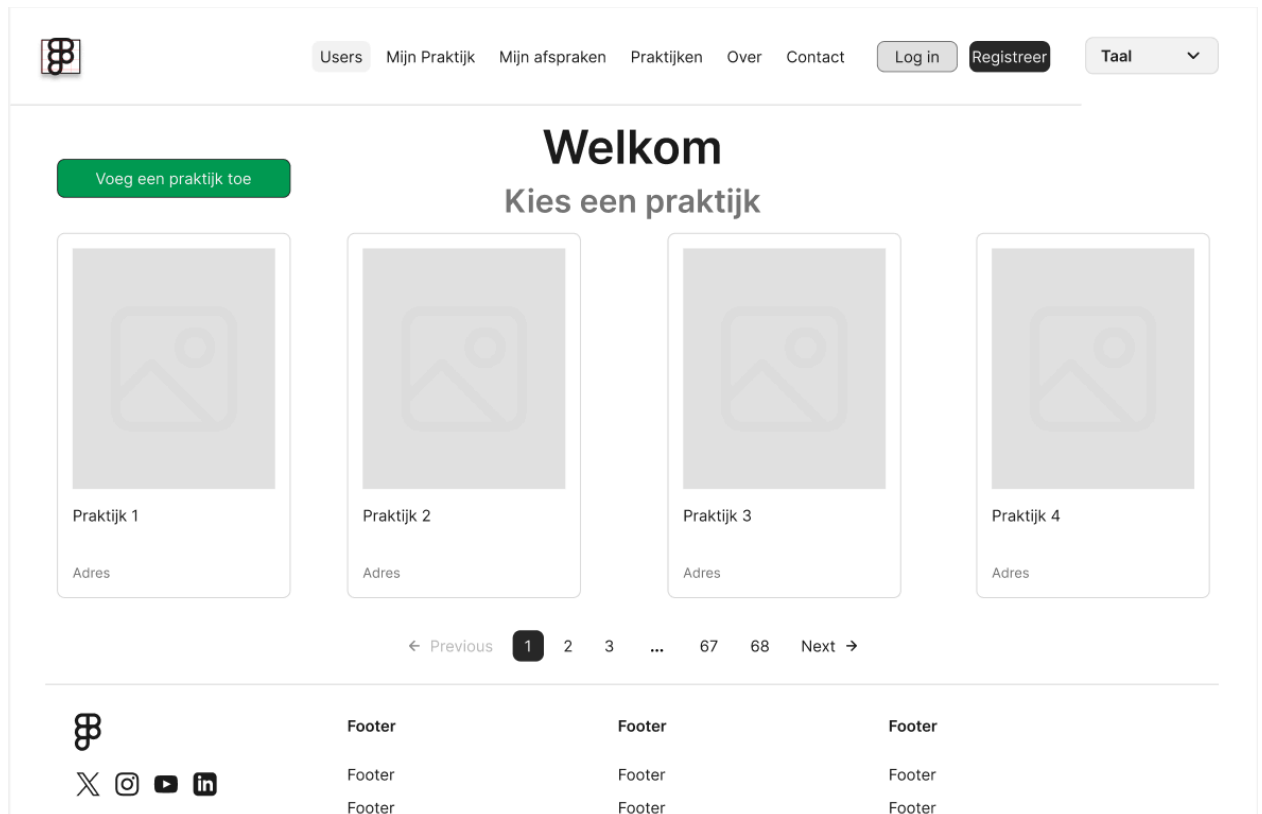 Users Mijn Praktijk Mijn afspraken Praktijken Over Contact Log in Registreer Taal
Welkom
Voeg een praktijk toe
Kies een praktijk
Praktijk 1 Praktijk 2 Praktijk 3 Praktijk 4
Adres Adres Adres Adres
← Previous 1 2 3 ... 67 68 Next →
Footer Footer Footer
Footer Footer Footer
Footer Footer Footer